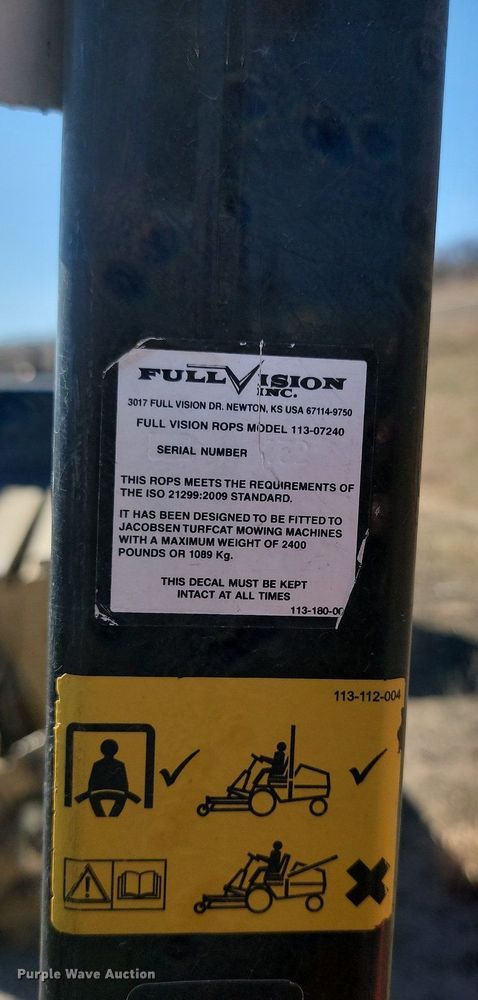 FULL VISION
INC.
3017 FULL VISION DR. NEWTON, KS USA 67114-9750
FULL VISION ROPS MODEL 113-07240
SERIAL NUMBER
THIS ROPS MEETS THE REQUIREMENTS OF
THE ISO 21299:2009 STANDARD.
IT HAS BEEN DESIGNED TO BE FITTED TO
JACOBSEN TURFCAT MOWING MACHINES
WITH A MAXIMUM WEIGHT OF 2400
POUNDS OR 1089 Kg.
THIS DECAL MUST BE KEPT
INTACT AT ALL TIMES
113-112-004
Purple Wave Auction